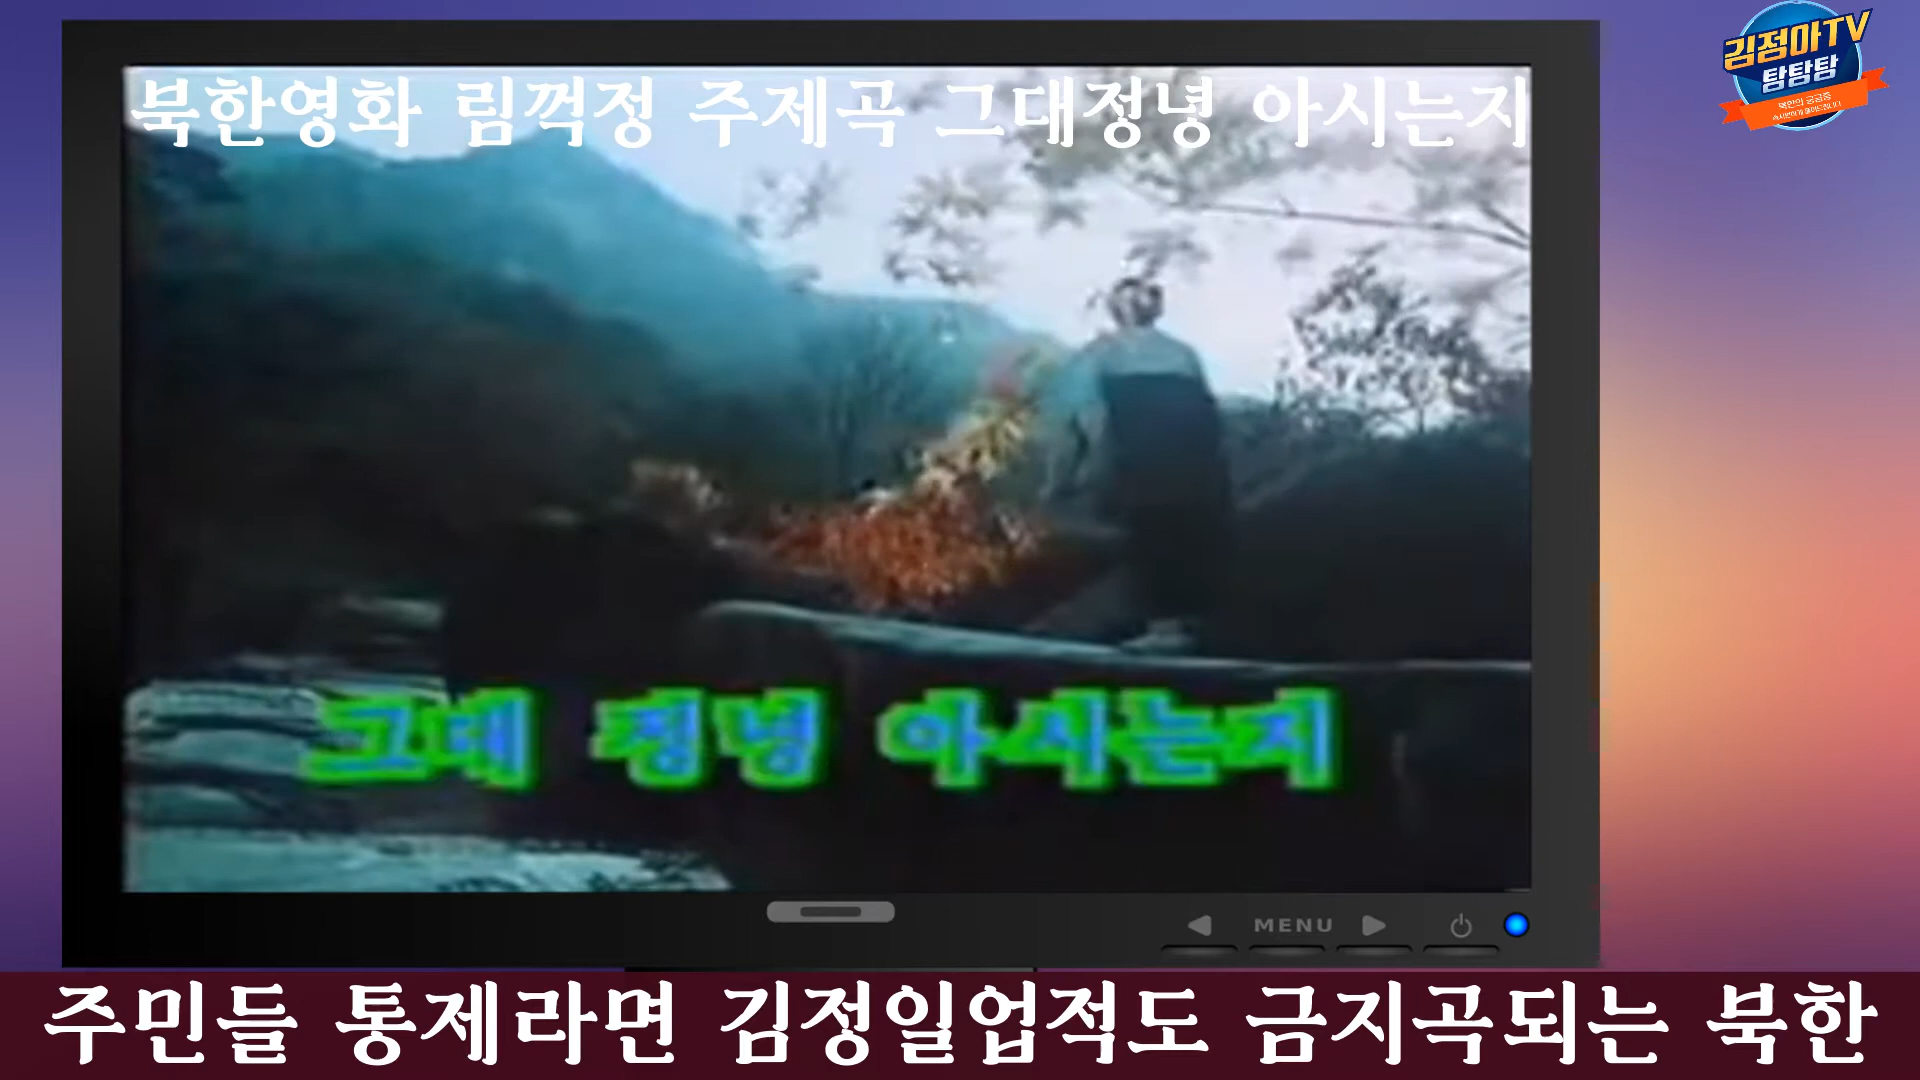 김정아TV
탐탐탐
북한영화 림꺽정 주제곡 그대정녕 아시는지
그대 정녕 아시는지
MENU
주민들 통제라면 김정일업적도 금지곡되는 북한